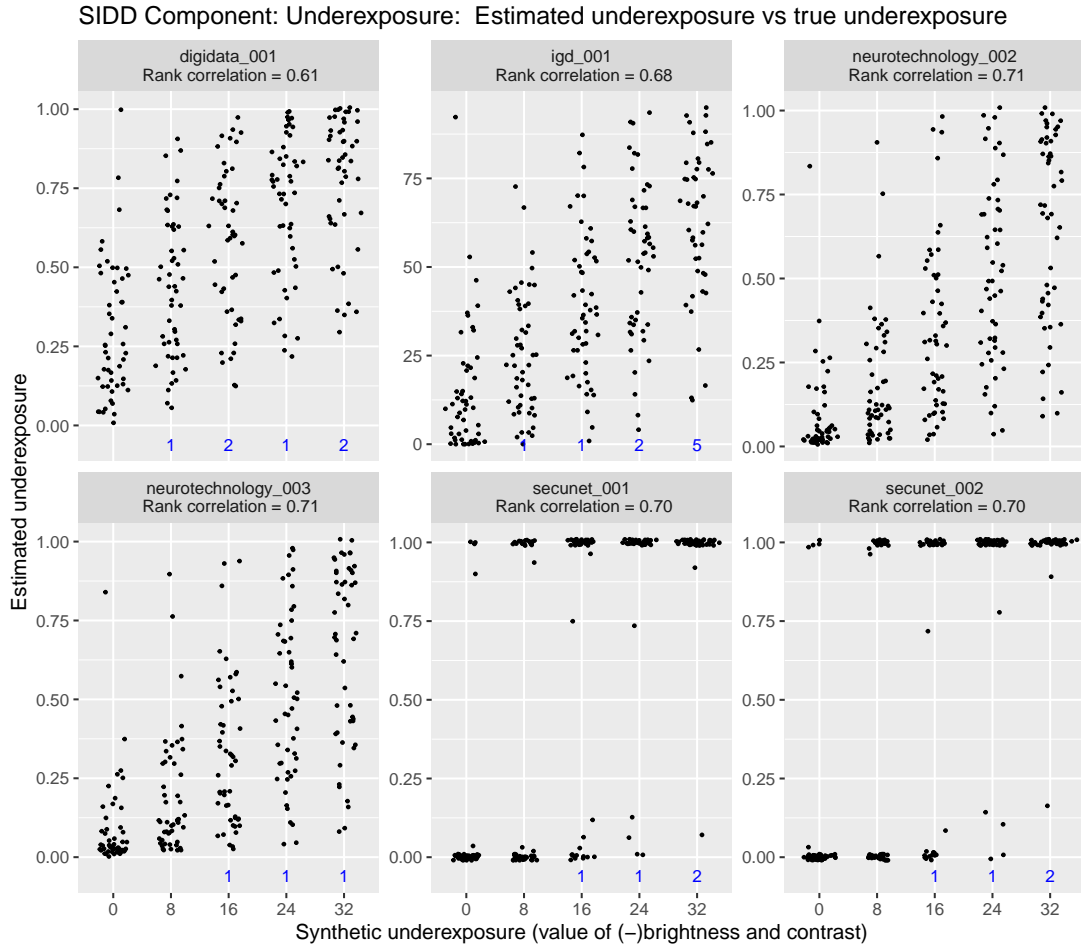 SIDD Component: Underexposure: Estimated underexposure vs true underexposure
digidata_001
Rank correlation = 0.61
igd_001
Rank correlation = 0.68
neurotechnology_002
Rank correlation = 0.71
1.00
0.75
0.50
0.25
0.00
1 2 1 2
75
50
25
0
1 1 2 5
1.00
0.75
0.50
0.25
0.00
neurotechnology_003
Rank correlation = 0.71
secunet_001
Rank correlation = 0.70
secunet_002
Rank correlation = 0.70
1.00
0.75
0.50
0.25
0.00
1 1 1
0 8 16 24 32
1.00
0.75
0.50
0.25
0.00
1 1 2
0 8 16 24 32
1.00
0.75
0.50
0.25
0.00
1 1 2
0 8 16 24 32
Estimated underexposure
Synthetic underexposure (value of (−)brightness and contrast)